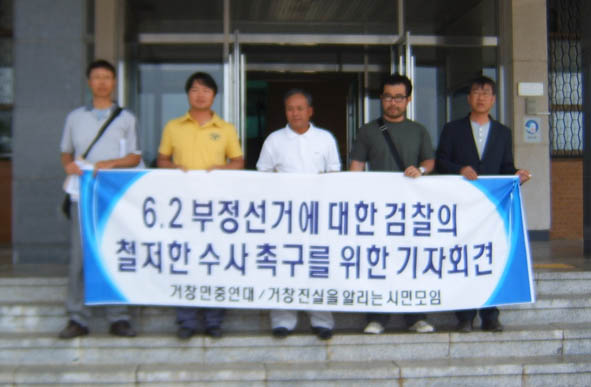 6.2 부정선거에 대한 검찰의
철저한 수사 촉구를 위한 기자회견
거창민중연대 / 거창진실을알리는시민모임